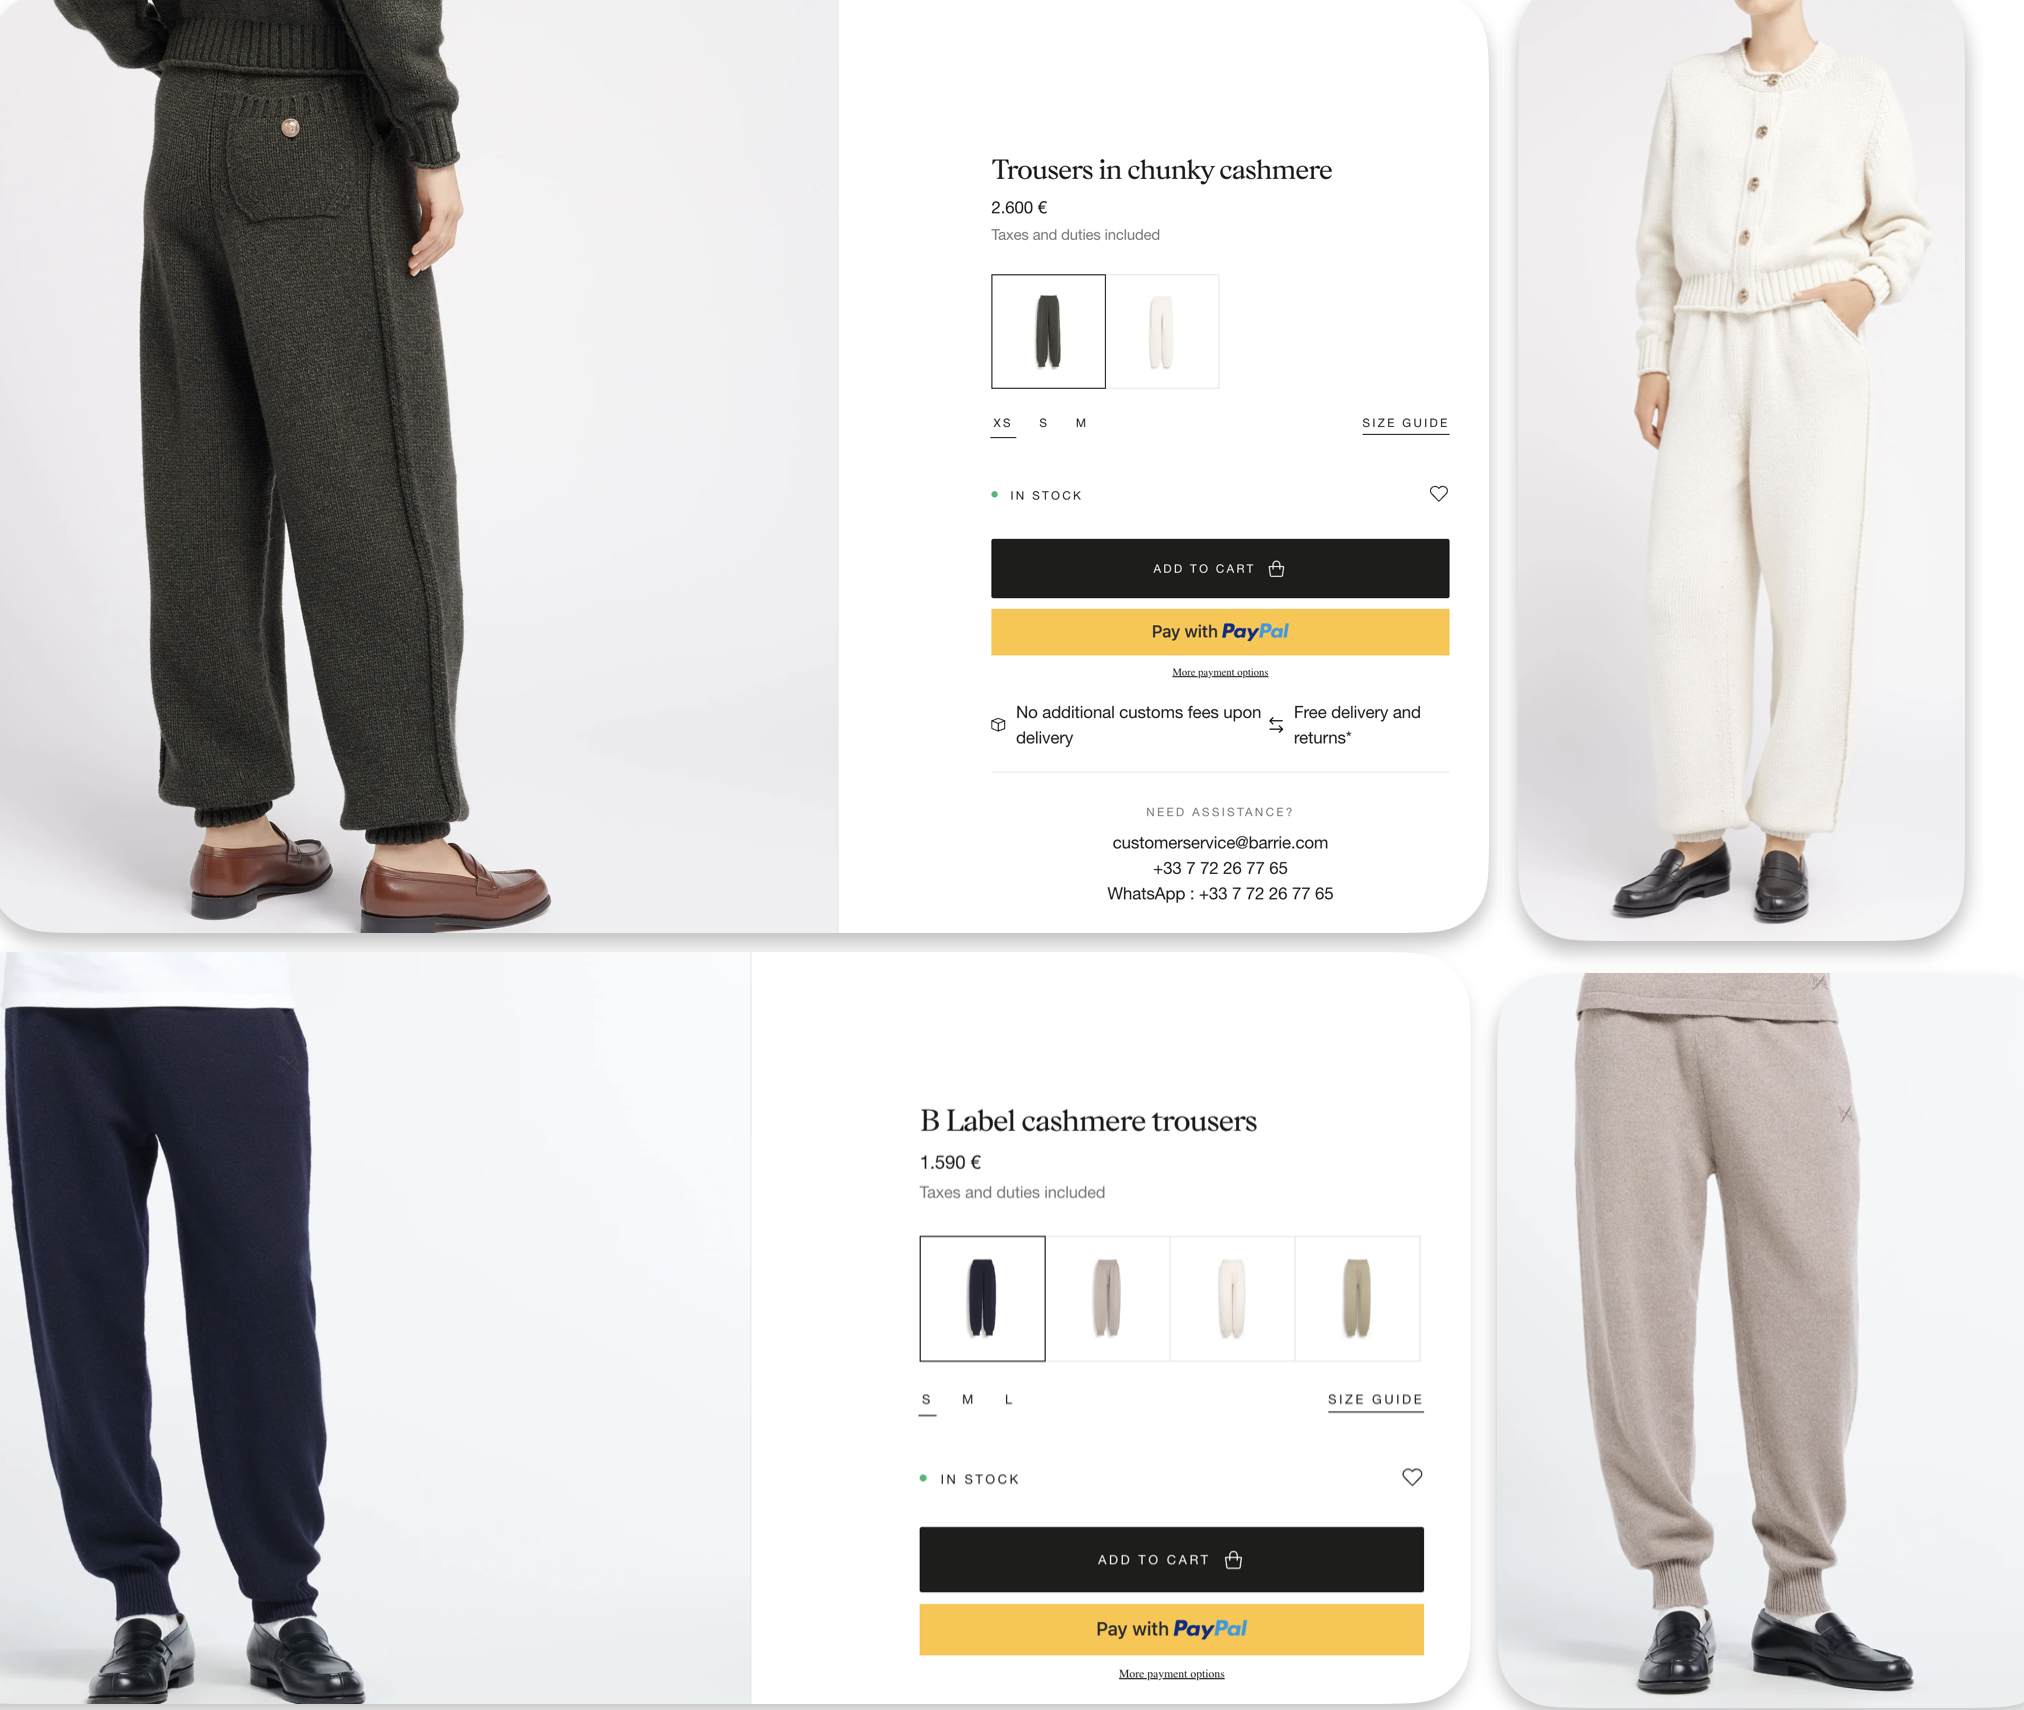 Trousers in chunky cashmere
2.600 €
Taxes and duties included
XS S M SIZE GUIDE
IN STOCK
ADD TO CART
Pay with PayPal
More payment options
No additional customs fees upon
delivery
Free delivery and
returns*
NEED ASSISTANCE?
customerservice@barrie.com
+33 7 72 26 77 65
WhatsApp : +33 7 72 26 77 65
B Label cashmere trousers
1.590 €
Taxes and duties included
S M L SIZE GUIDE
IN STOCK
ADD TO CART
Pay with PayPal
More payment options